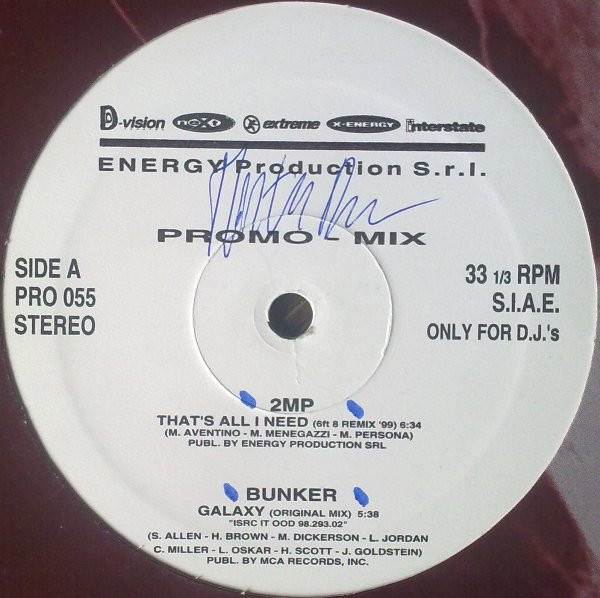 D-vision next extreme X-ENERGY interstate
ENERGY Production S.r.l.
PROMO - MIX
SIDE A
PRO 055
STEREO
33 1/3 RPM
S.I.A.E.
ONLY FOR D.J.'s
2MP
THAT'S ALL I NEED (6ft 8 REMIX '99) 6:34
(M. AVENTINO - M. MENEGAZZI - M. PERSONA)
PUBL. BY ENERGY PRODUCTION SRL
BUNKER
GALAXY (ORIGINAL MIX) 5:38
"ISRC IT OOD 98.293.02"
(S. ALLEN - H. BROWN - M. DICKERSON - L. JORDAN
C. MILLER - L. OSKAR - H. SCOTT - J. GOLDSTEIN)
PUBL. BY MCA RECORDS, INC.